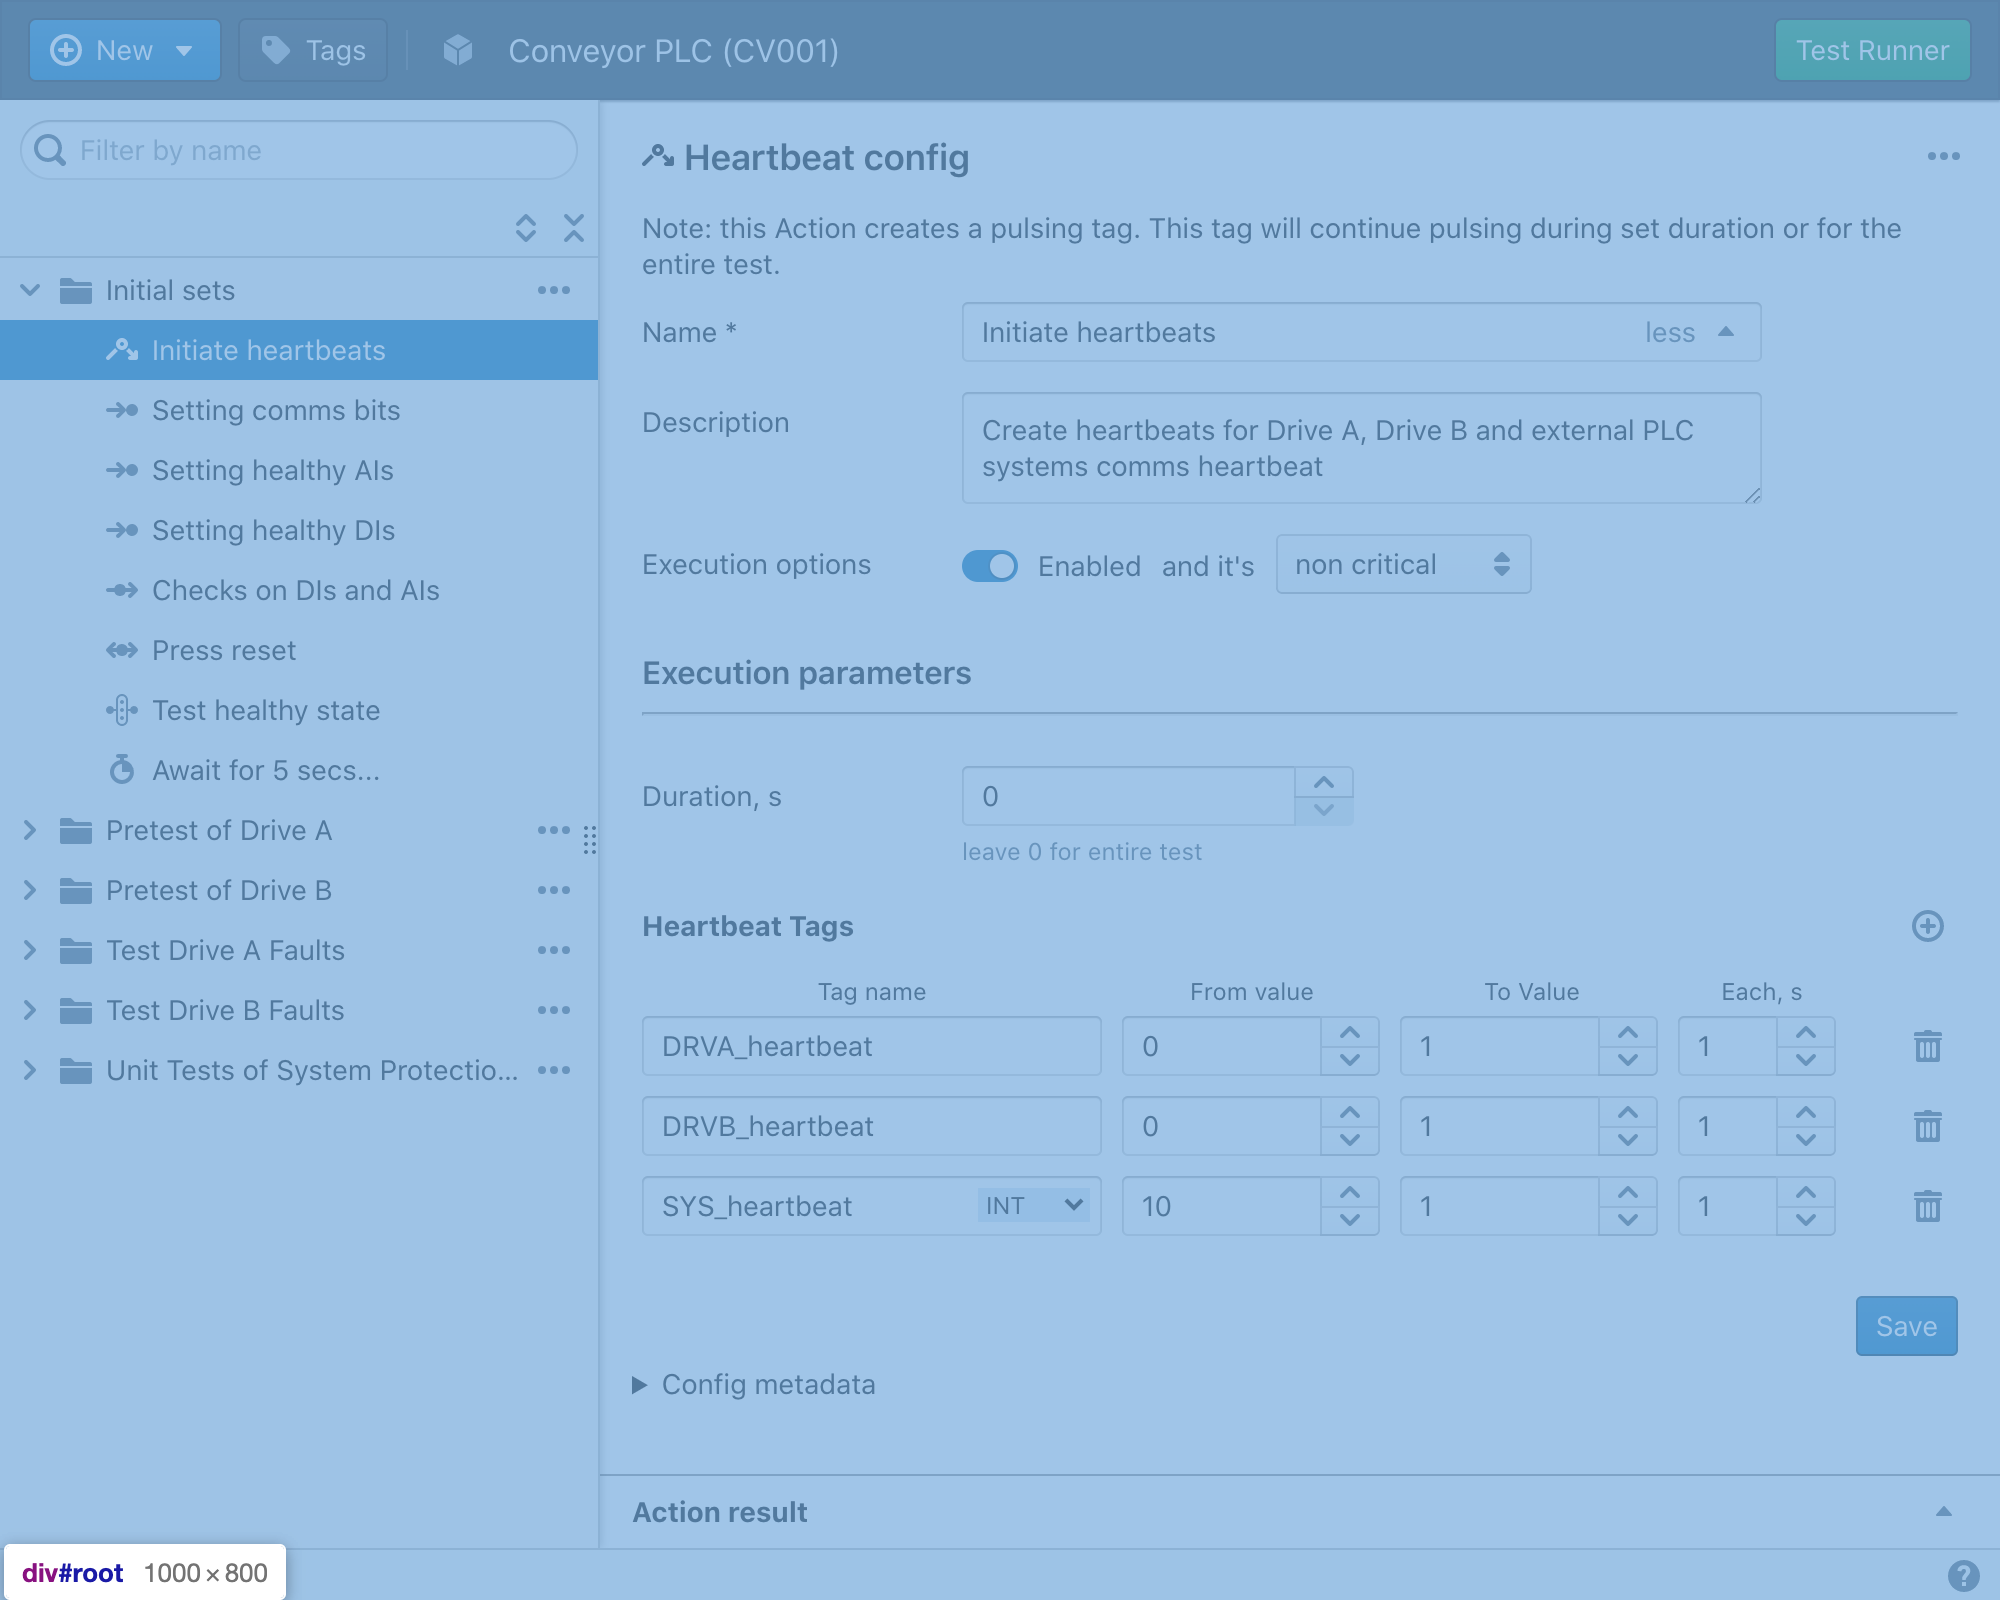 New
Tags
Conveyor PLC (CV001)
Test Runner
Filter by name
Initial sets
Initiate heartbeats
Setting comms bits
Setting healthy AIs
Setting healthy DIs
Checks on DIs and AIs
Press reset
Test healthy state
Await for 5 secs...
Pretest of Drive A
Pretest of Drive B
Test Drive A Faults
Test Drive B Faults
Unit Tests of System Protectio...
Heartbeat config
Note: this Action creates a pulsing tag. This tag will continue pulsing during set duration or for the
entire test.
Name *
Initiate heartbeats
less
Description
Create heartbeats for Drive A, Drive B and external PLC
systems comms heartbeat
Execution options
Enabled and it's
non critical
Execution parameters
Duration, s
0
leave 0 for entire test
Heartbeat Tags
Tag name From value To Value Each, s
DRVA_heartbeat 0 1 1
DRVB_heartbeat 0 1 1
SYS_heartbeat INT 10 1 1
Save
Config metadata
Action result
div#root 1000×800
?